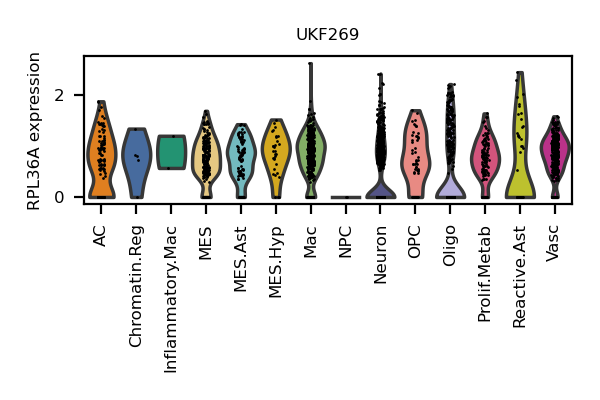 UKF269
RPL36A expression
2
0
AC
Chromatin.Reg
Inflammatory.Mac
MES
MES.Ast
MES.Hyp
Mac
NPC
Neuron
OPC
Oligo
Prolif.Metab
Reactive.Ast
Vasc